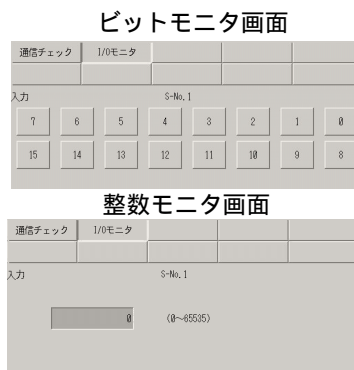 ビットモニタ画面
通信チェック I/Oモニタ
入力 S-No.1
7 6 5 4 3 2 1 0
15 14 13 12 11 10 9 8
整数モニタ画面
通信チェック I/Oモニタ
入力 S-No.1
0 (0〜65535)